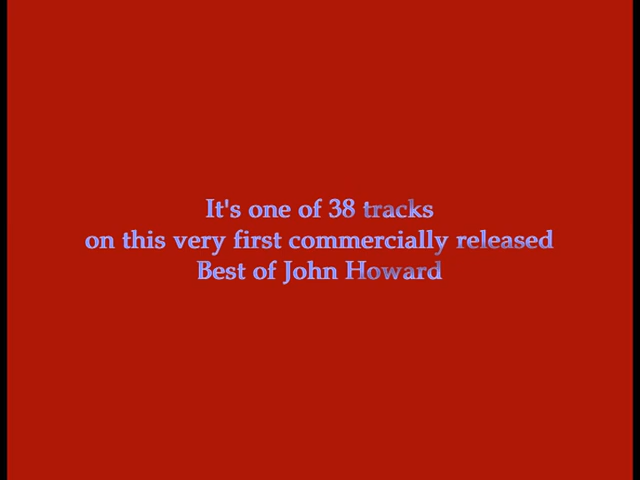 It's one of 38 tracks
on this very first commercially released
Best of John Howard